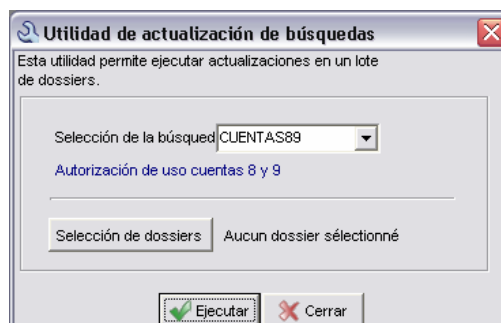 Utilidad de actualización de búsquedas
Esta utilidad permite ejecutar actualizaciones en un lote
de dossiers.
Selección de la búsqued CUENTAS89
Autorización de uso cuentas 8 y 9
Selección de dossiers Aucun dossier sélectionné
Ejecutar Cerrar